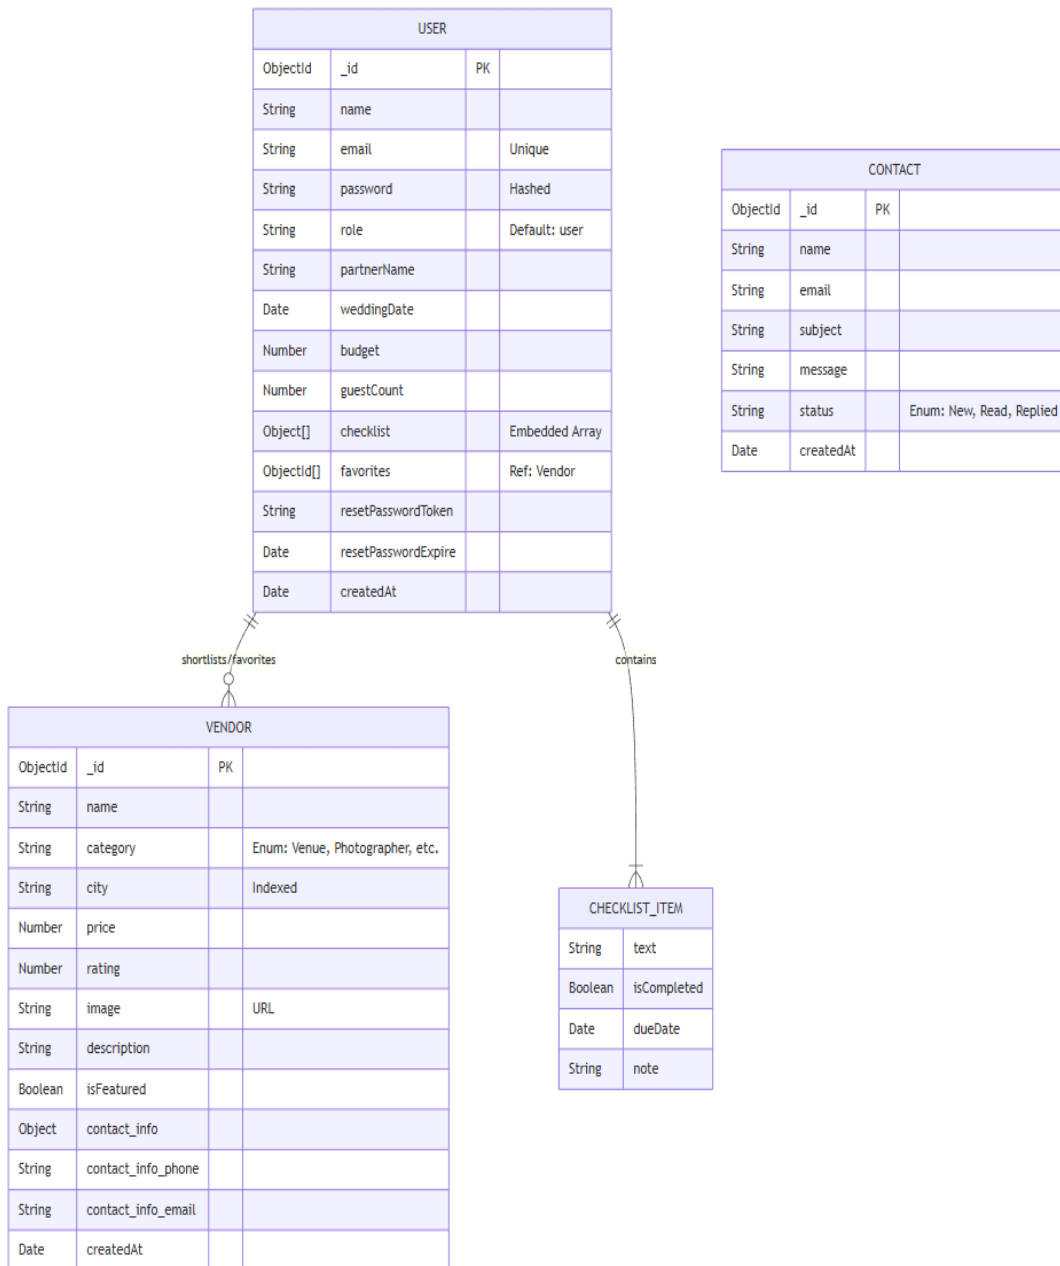 USER
ObjectId _id PK
String name
String email Unique
String password Hashed
String role Default: user
String partnerName
Date weddingDate
Number budget
Number guestCount
Object[] checklist Embedded Array
ObjectId[] favorites Ref: Vendor
String resetPasswordToken
Date resetPasswordExpire
Date createdAt
CONTACT
ObjectId _id PK
String name
String email
String subject
String message
String status Enum: New, Read, Replied
Date createdAt
shortlists/favorites
contains
VENDOR
ObjectId _id PK
String name
String category Enum: Venue, Photographer, etc.
String city Indexed
Number price
Number rating
String image URL
String description
Boolean isFeatured
Object contact_info
String contact_info_phone
String contact_info_email
Date createdAt
CHECKLIST_ITEM
String text
Boolean isCompleted
Date dueDate
String note